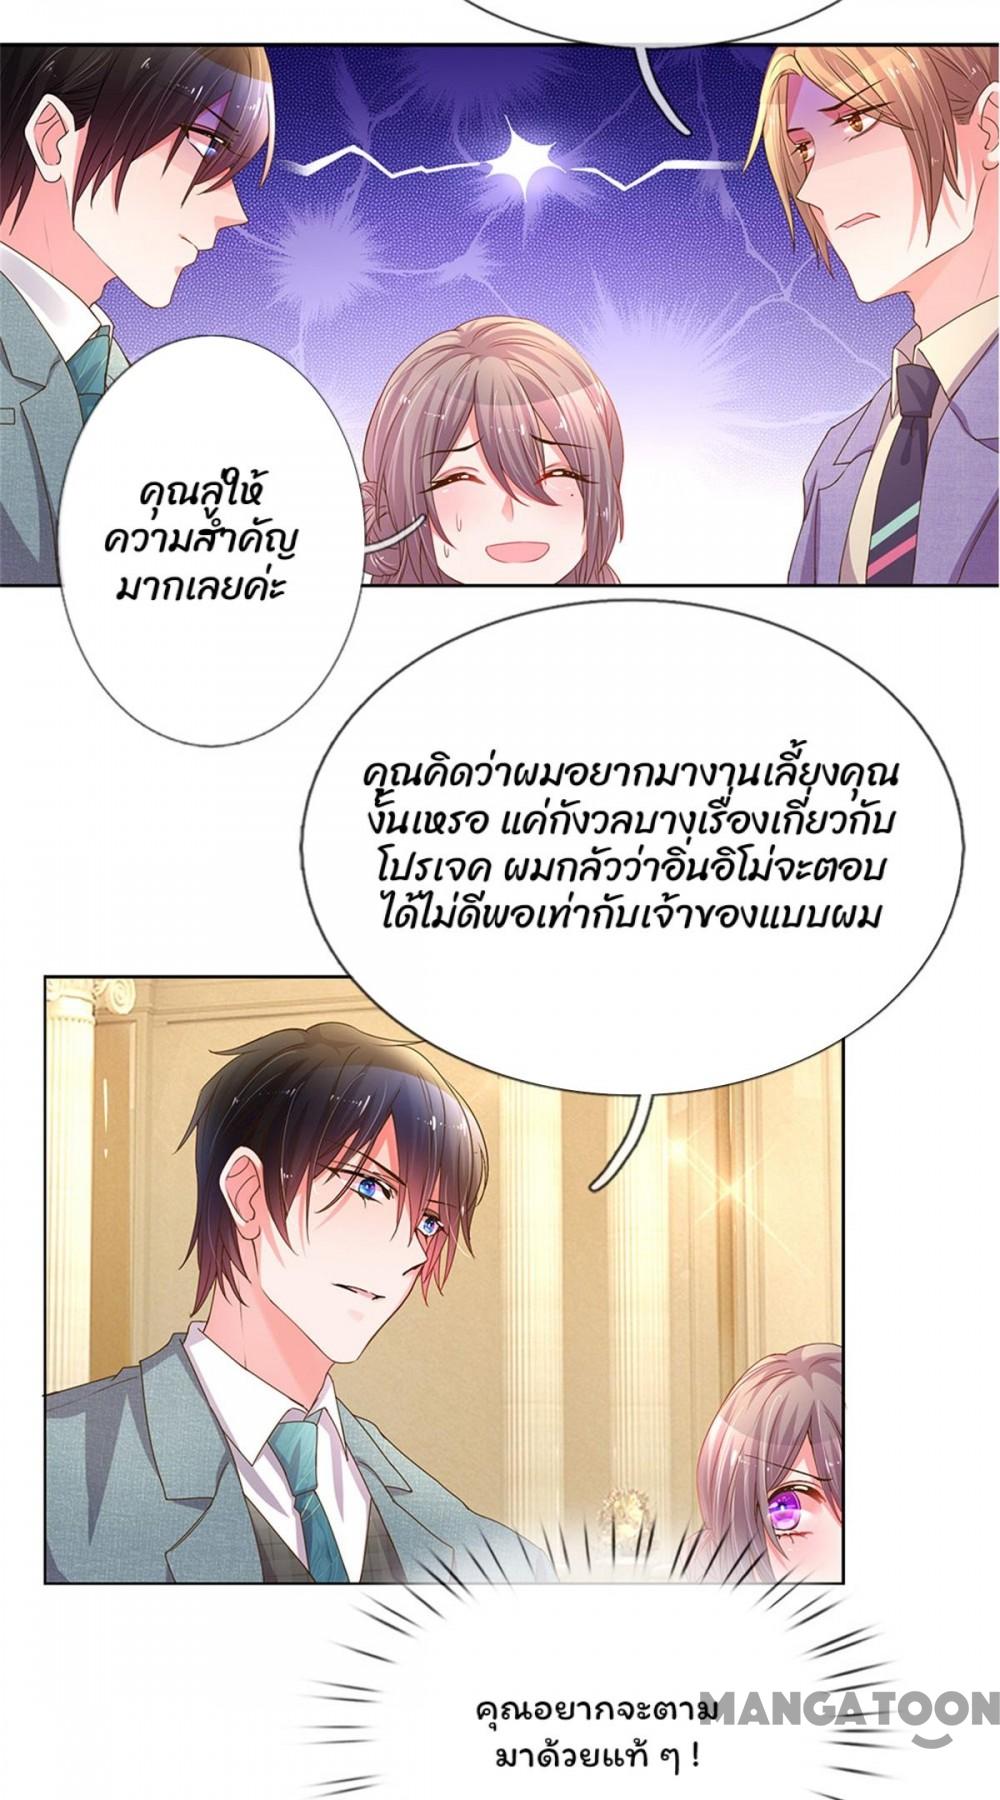 คุณลู่ให้
ความสำคัญ
มากเลยค่ะ
คุณคิดว่าผมอยากมางานเลี้ยงคุณ
งั้นเหรอ แค่กังวลบางเรื่องเกี่ยวกับ
โปรเจค ผมกลัวว่าอิ่นอิโม่จะตอบ
ได้ไม่ดีพอเท่ากับเจ้าของแบบผม
คุณอยากจะตาม
มาด้วยแท้ ๆ !
MANGATOON